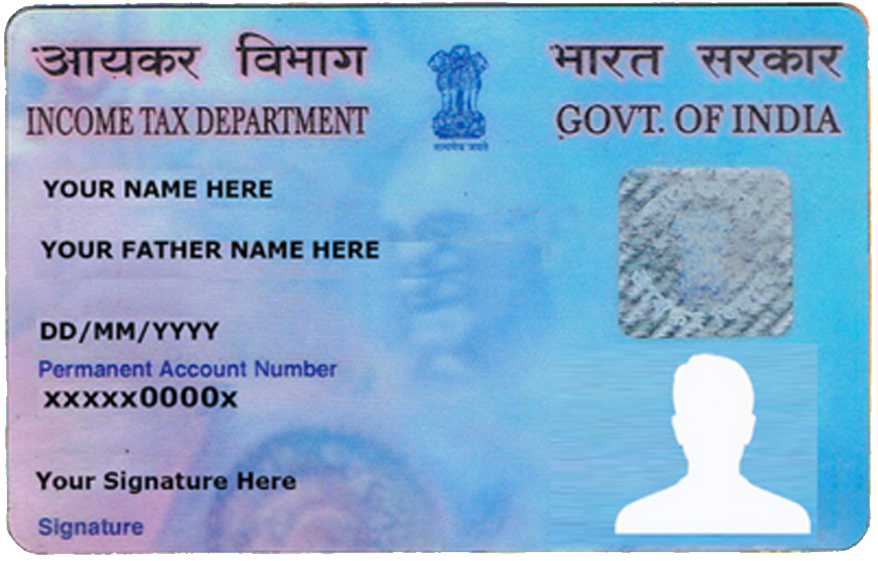 आयकर विभाग
भारत सरकार
INCOME TAX DEPARTMENT
GOVT. OF INDIA
सत्यमेव जयते
YOUR NAME HERE
YOUR FATHER NAME HERE
DD/MM/YYYY
Permanent Account Number
xxxxx0000x
Your Signature Here
Signature